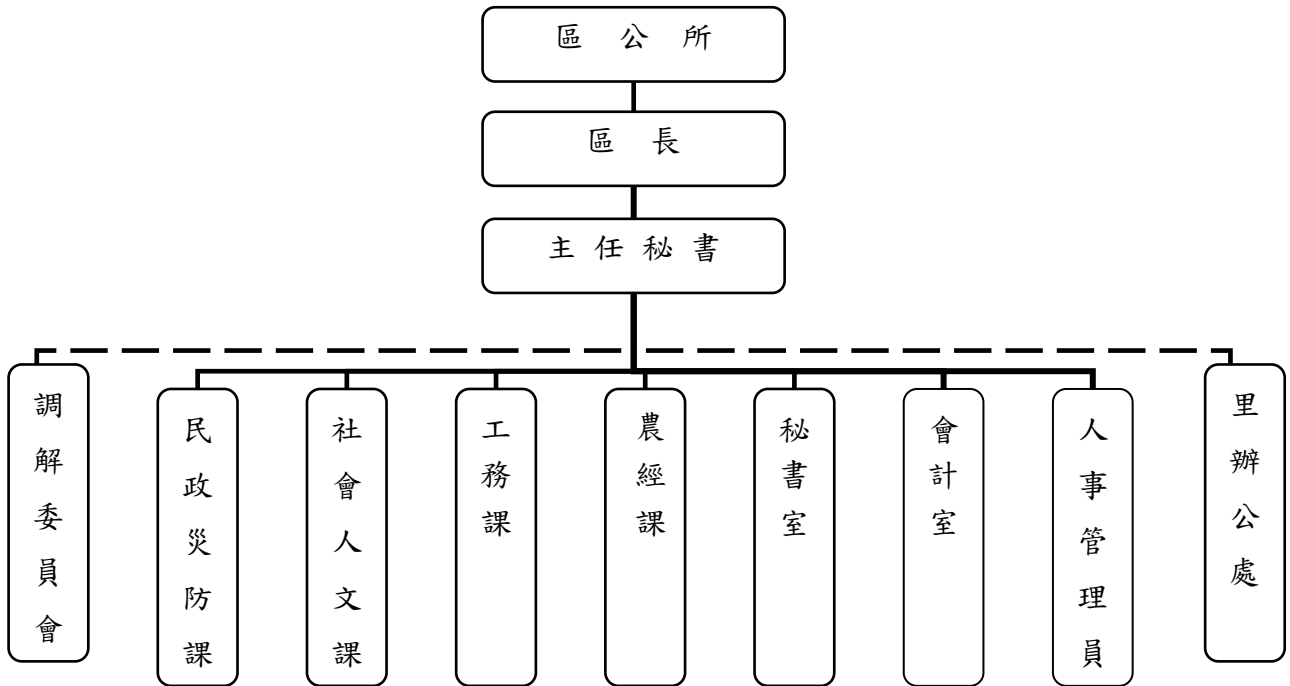 區公所
區長
主任秘書
調解委員會
民政災防課
社會人文課
工務課
農經課
秘書室
會計室
人事管理員
里辦公處